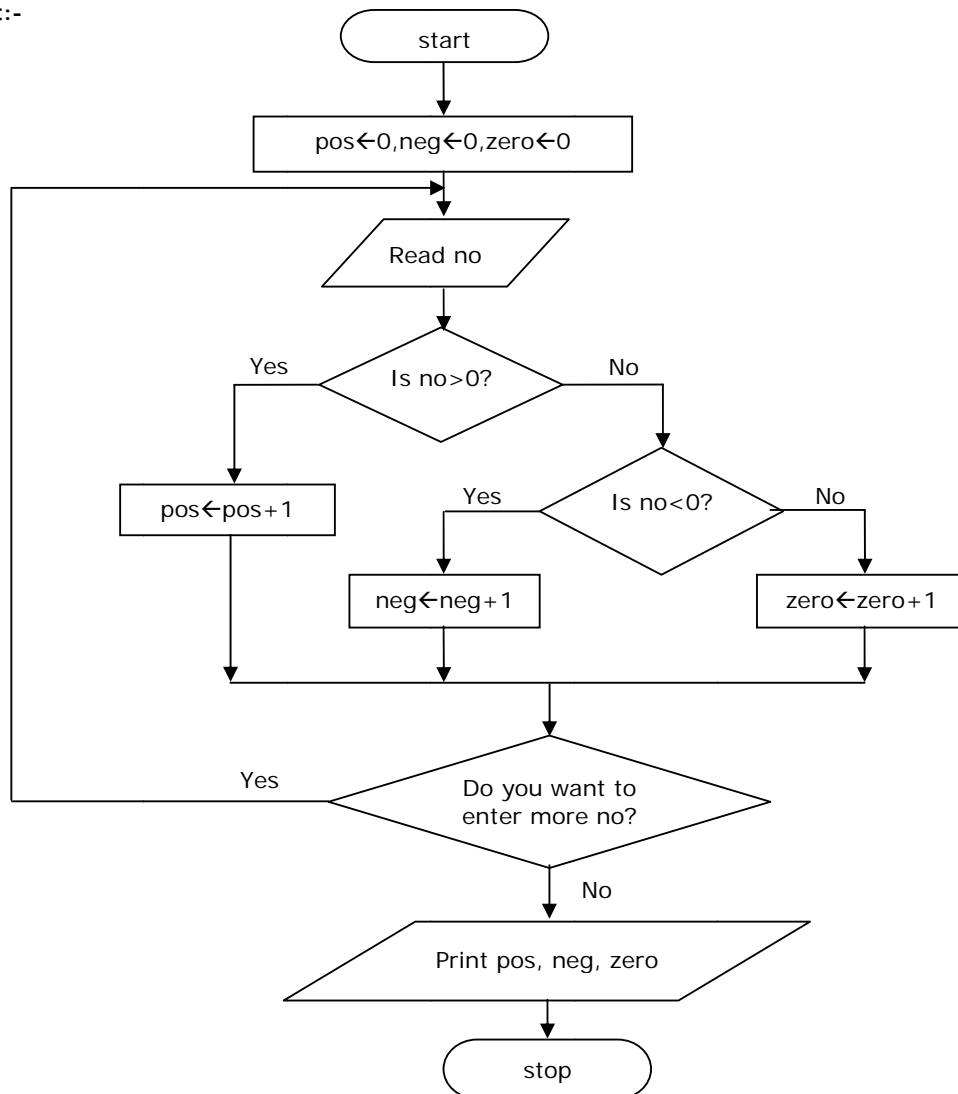 :-
start
pos←0,neg←0,zero←0
Read no
Yes
Is no>0?
No
pos←pos+1
Yes
Is no<0?
No
neg←neg+1
zero←zero+1
Yes
Do you want to
enter more no?
No
Print pos, neg, zero
stop